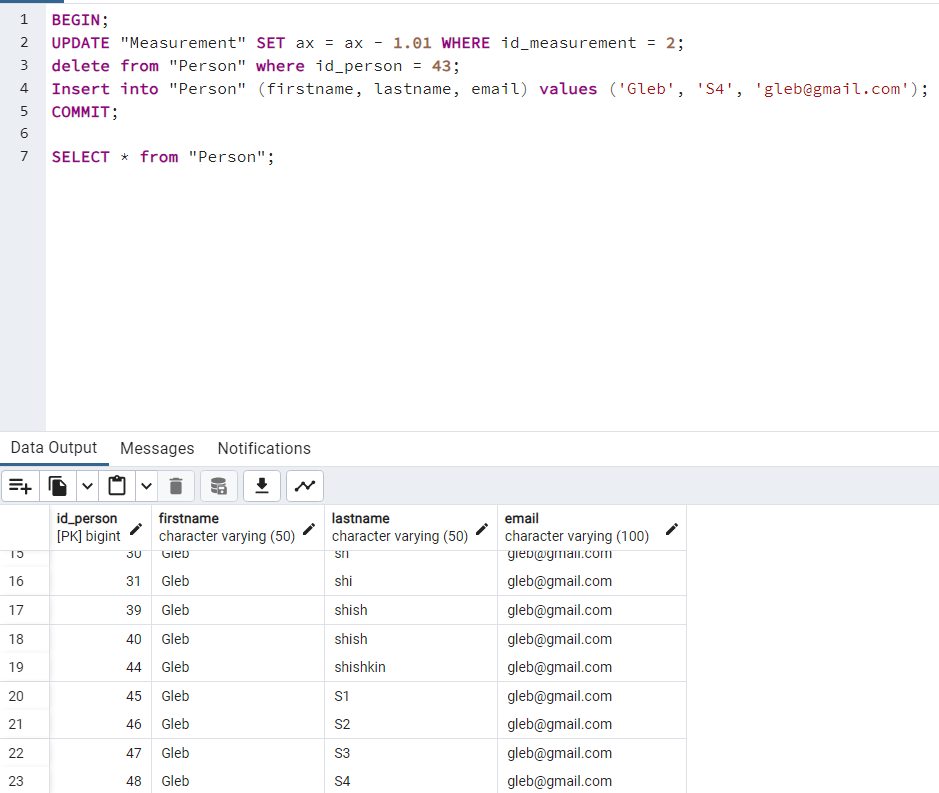 1 BEGIN;
2 UPDATE "Measurement" SET ax = ax - 1.01 WHERE id_measurement = 2;
3 delete from "Person" where id_person = 43;
4 Insert into "Person" (firstname, lastname, email) values ('Gleb', 'S4', 'gleb@gmail.com');
5 COMMIT;
6
7 SELECT * from "Person";
Data Output Messages Notifications
id_person firstname lastname email
[PK] bigint character varying (50) character varying (50) character varying (100)
15 30 Gleb sh gleb@gmail.com
16 31 Gleb shi gleb@gmail.com
17 39 Gleb shish gleb@gmail.com
18 40 Gleb shish gleb@gmail.com
19 44 Gleb shishkin gleb@gmail.com
20 45 Gleb S1 gleb@gmail.com
21 46 Gleb S2 gleb@gmail.com
22 47 Gleb S3 gleb@gmail.com
23 48 Gleb S4 gleb@gmail.com